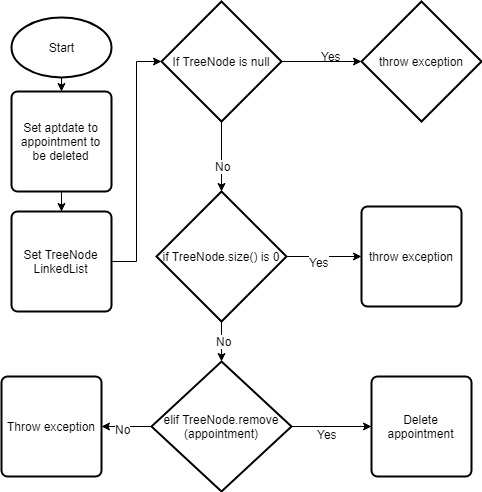 Start
Set aptdate to
appointment to
be deleted
Set TreeNode
LinkedList
If TreeNode is null
Yes
throw exception
No
if TreeNode.size() is 0
Yes
throw exception
No
elif TreeNode.remove
(appointment)
No
Throw exception
Yes
Delete
appointment